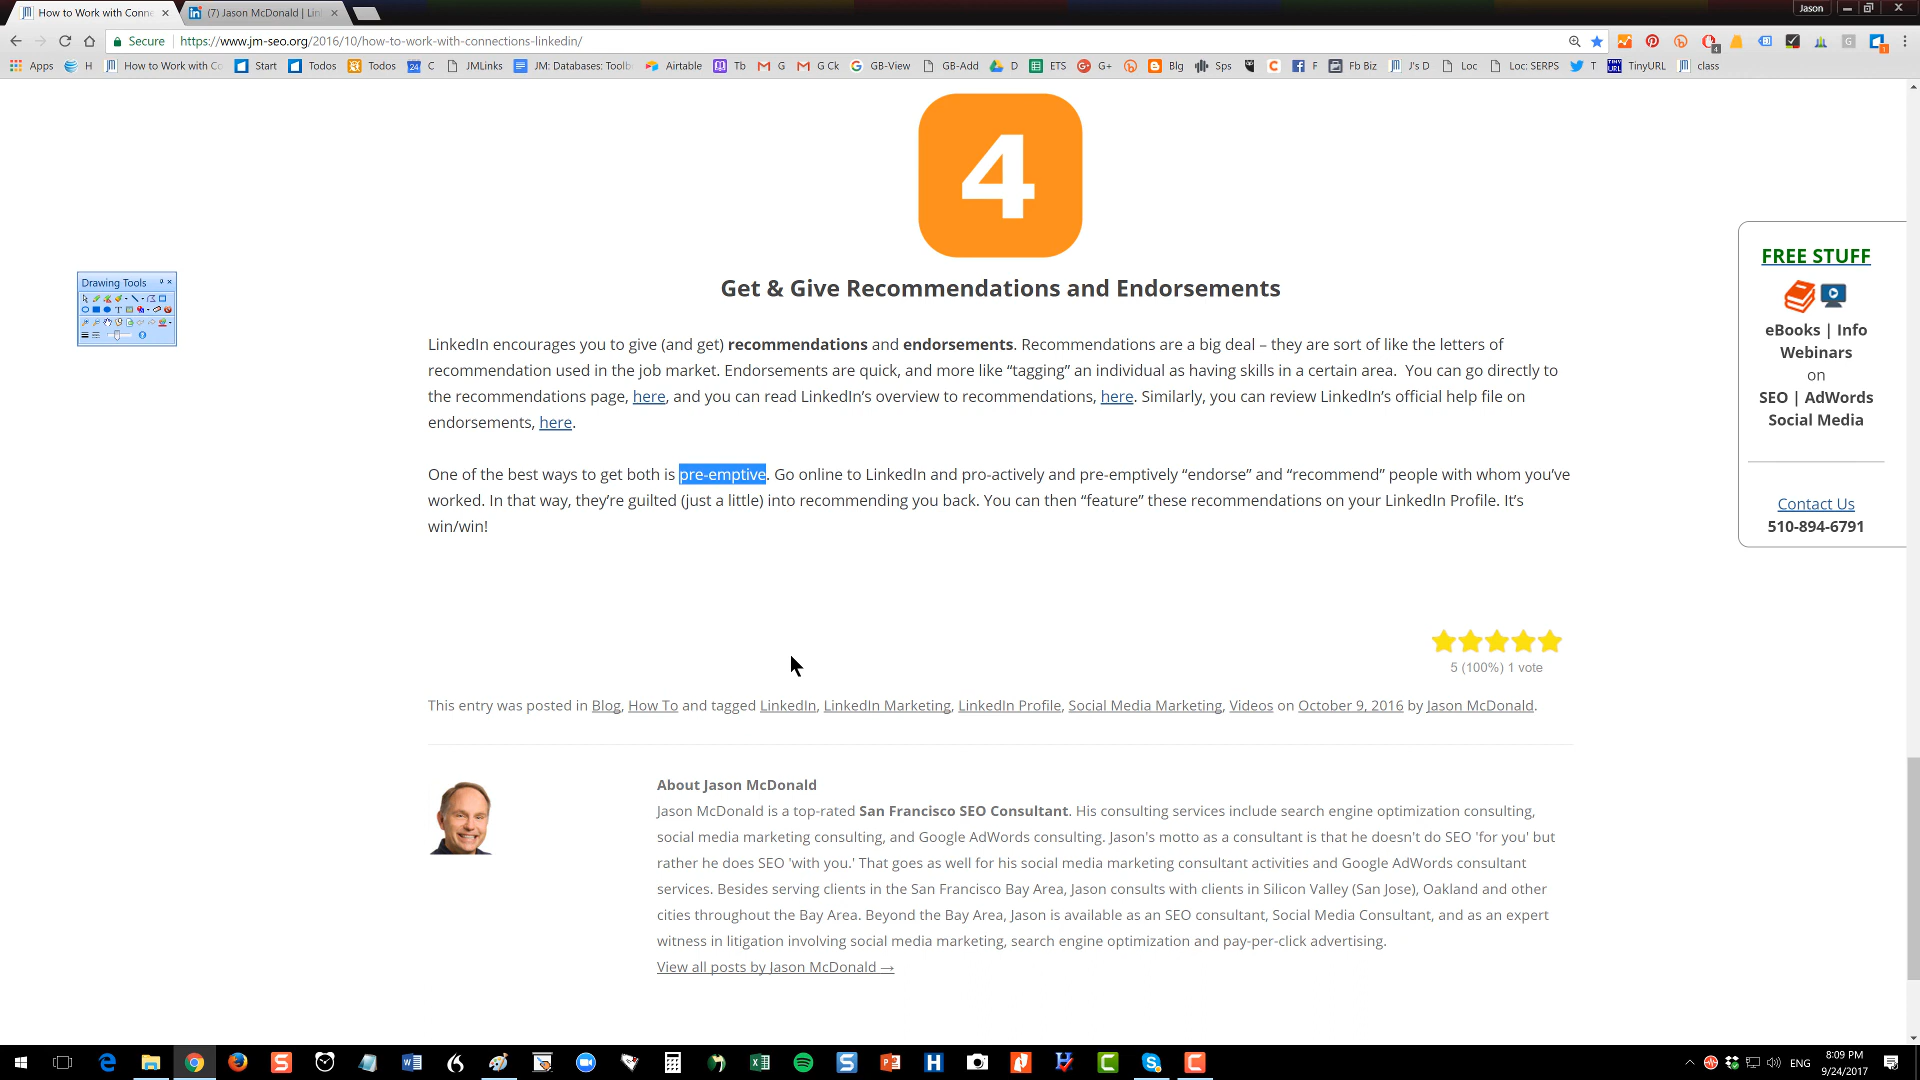 How to Work with Conne
(7) Jason McDonald | Lin
Jason
Secure
https://www.jm-seo.org/2016/10/how-to-work-with-connections-linkedin/
Apps
H
How to Work with Co
Start
Todos
Todos
C
JMLinks
JM: Databases: Toolb
Airtable
Tb
G
G Ck
GB-View
GB-Add
D
ETS
G+
Blg
Sps
F
Fb Biz
J's D
Loc
Loc: SERPS
T
TinyURL
class
4
Drawing Tools
Get & Give Recommendations and Endorsements
LinkedIn encourages you to give (and get) recommendations and endorsements. Recommendations are a big deal – they are sort of like the letters of
recommendation used in the job market. Endorsements are quick, and more like “tagging” an individual as having skills in a certain area. You can go directly to
the recommendations page, here, and you can read LinkedIn’s overview to recommendations, here. Similarly, you can review LinkedIn’s official help file on
endorsements, here.
One of the best ways to get both is pre-emptive. Go online to LinkedIn and pro-actively and pre-emptively “endorse” and “recommend” people with whom you’ve
worked. In that way, they’re guilted (just a little) into recommending you back. You can then “feature” these recommendations on your LinkedIn Profile. It’s
win/win!
FREE STUFF
eBooks | Info
Webinars
on
SEO | AdWords
Social Media
Contact Us
510-894-6791
5 (100%) 1 vote
This entry was posted in Blog, How To and tagged LinkedIn, LinkedIn Marketing, LinkedIn Profile, Social Media Marketing, Videos on October 9, 2016 by Jason McDonald.
About Jason McDonald
Jason McDonald is a top-rated San Francisco SEO Consultant. His consulting services include search engine optimization consulting,
social media marketing consulting, and Google AdWords consulting. Jason's motto as a consultant is that he doesn't do SEO 'for you' but
rather he does SEO 'with you.' That goes as well for his social media marketing consultant activities and Google AdWords consultant
services. Besides serving clients in the San Francisco Bay Area, Jason consults with clients in Silicon Valley (San Jose), Oakland and other
cities throughout the Bay Area. Beyond the Bay Area, Jason is available as an SEO consultant, Social Media Consultant, and as an expert
witness in litigation involving social media marketing, search engine optimization and pay-per-click advertising.
View all posts by Jason McDonald →
ENG
8:09 PM
9/24/2017